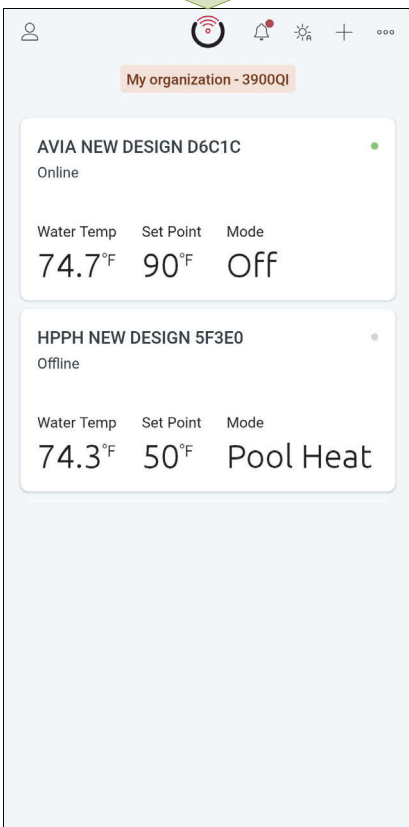 My organization - 3900QI
AVIA NEW DESIGN D6C1C
Online
Water Temp Set Point Mode
74.7°F 90°F Off
HPPH NEW DESIGN 5F3E0
Offline
Water Temp Set Point Mode
74.3°F 50°F Pool Heat